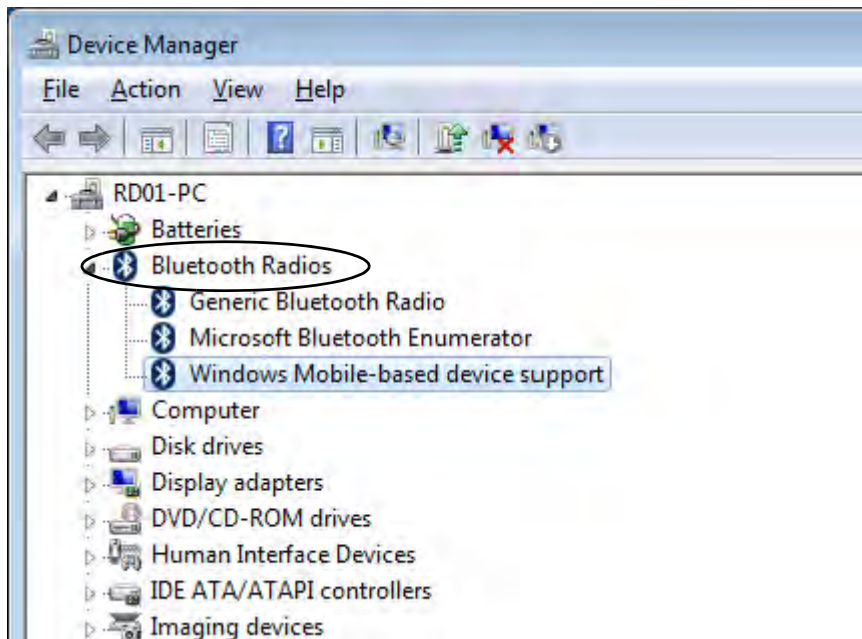 Device Manager
File Action View Help
RD01-PC
Batteries
Bluetooth Radios
Generic Bluetooth Radio
Microsoft Bluetooth Enumerator
Windows Mobile-based device support
Computer
Disk drives
Display adapters
DVD/CD-ROM drives
Human Interface Devices
IDE ATA/ATAPI controllers
Imaging devices